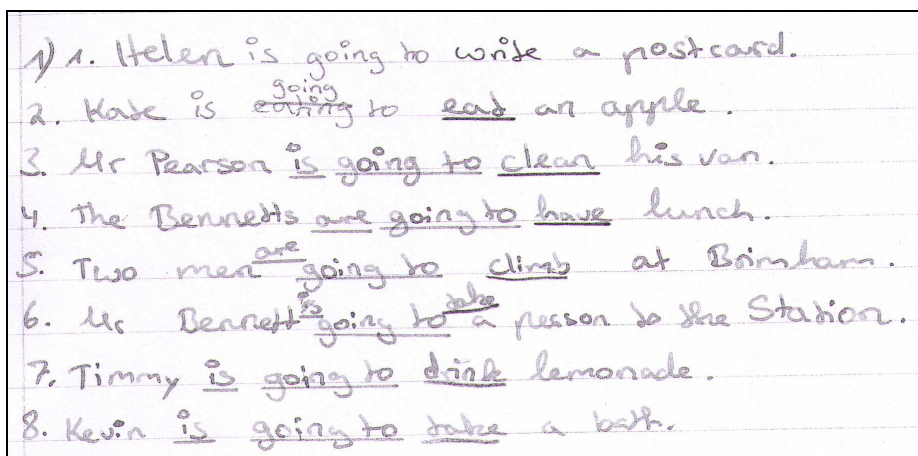 1) 1. Helen is going to write a postcard.
2. Kate is eating going to eat an apple.
3. Mr Pearson is going to clean his van.
4. The Bennetts are going to have lunch.
5. Two men are going to climb at Brimham.
6. Mr Bennett is going to take a person to the Station.
7. Timmy is going to drink lemonade.
8. Kevin is going to take a bath.